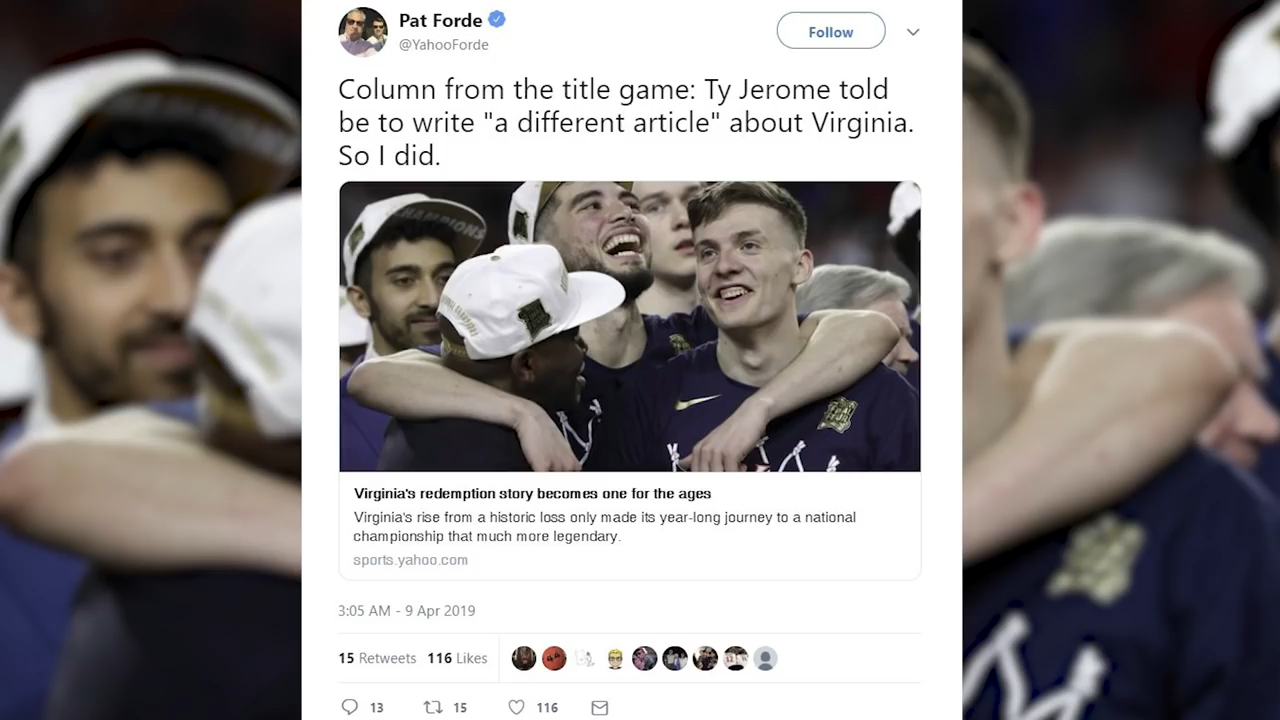 Pat Forde
@YahooForde
Follow
Column from the title game: Ty Jerome told
be to write "a different article" about Virginia.
So I did.
CHAMPIONS
Virginia's redemption story becomes one for the ages
Virginia's rise from a historic loss only made its year-long journey to a national
championship that much more legendary.
sports.yahoo.com
3:05 AM - 9 Apr 2019
15 Retweets 116 Likes
13 15 116